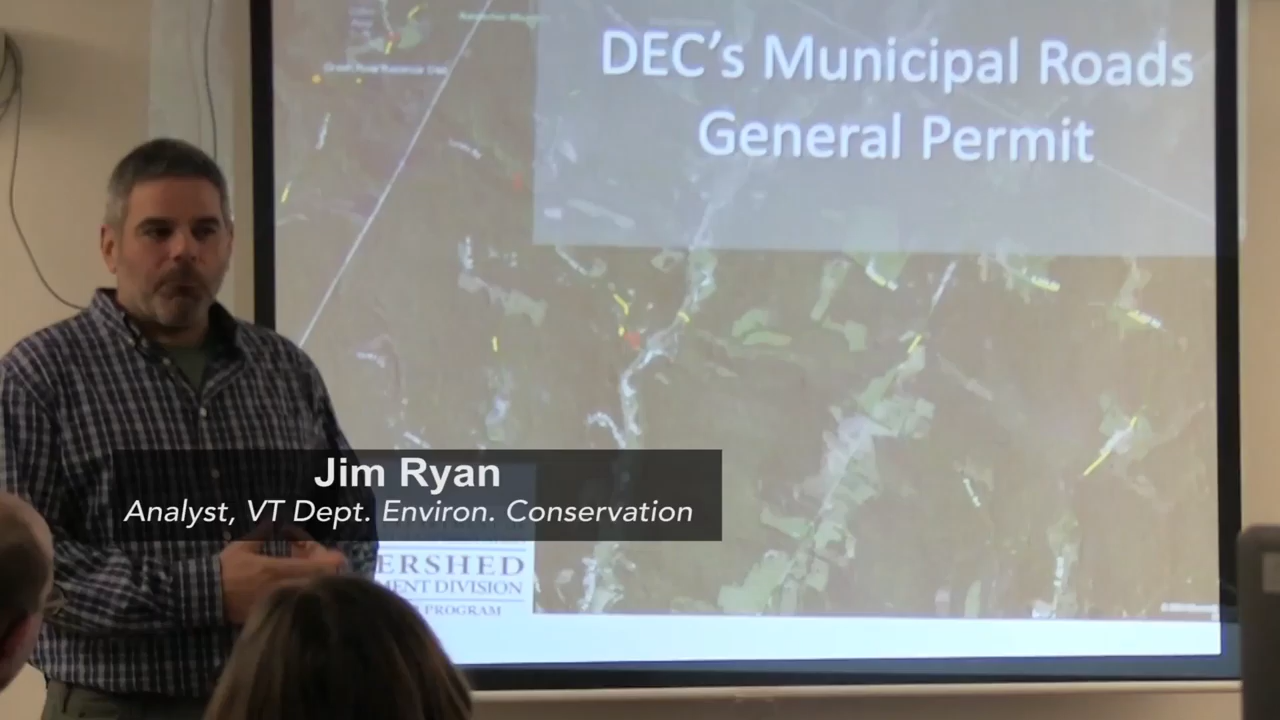 DEC's Municipal Roads
General Permit
Jim Ryan
Analyst, VT Dept. Environ. Conservation
ERSHED
MENT DIVISION
PROGRAM